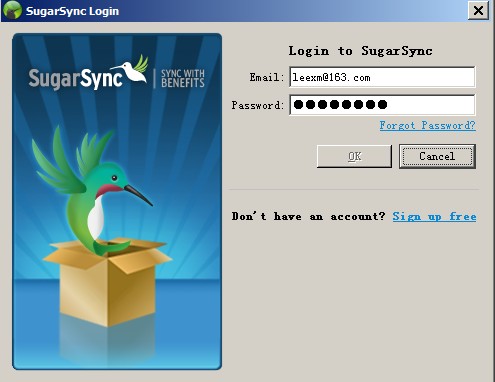 SugarSync Login
SugarSync | SYNC WITH BENEFITS
Login to SugarSync
Email: leexm@163.com
Password: ●●●●●●●●
Forgot Password?
OK Cancel
Don't have an account? Sign up free